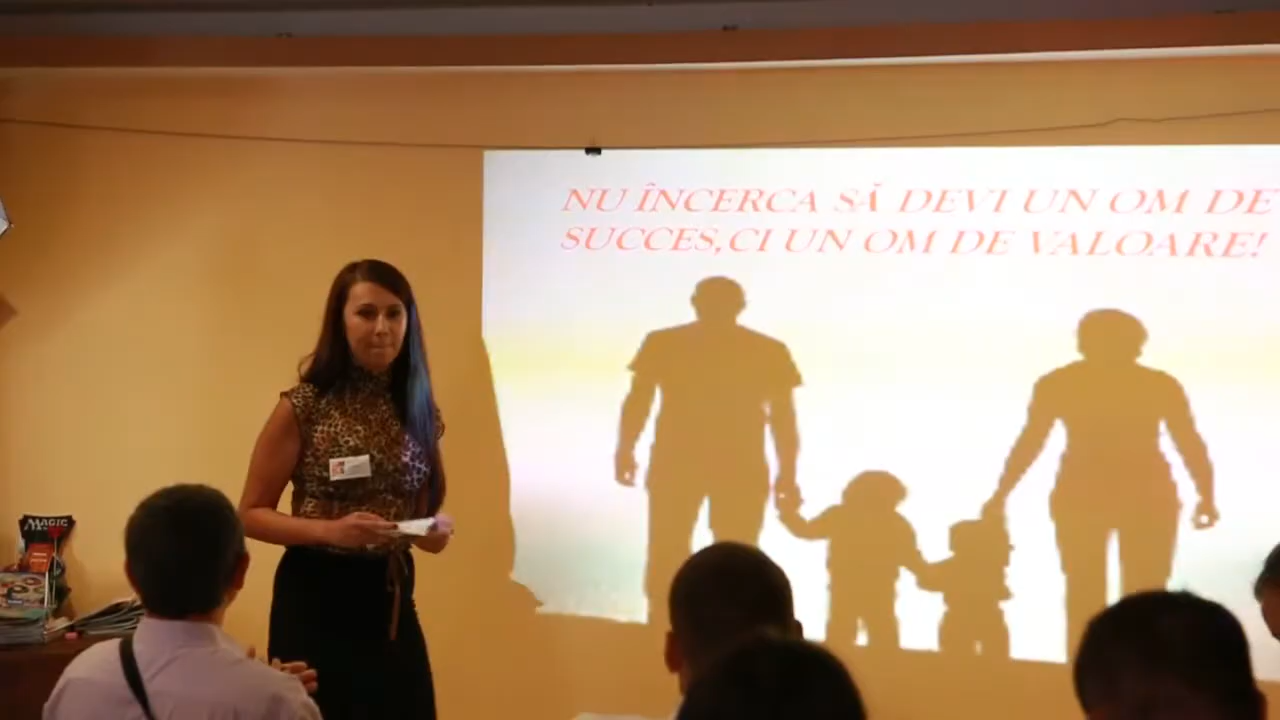 NU ÎNCERCA SĂ DEVI UN OM DE
SUCCES,CI UN OM DE VALOARE!
MAGIC